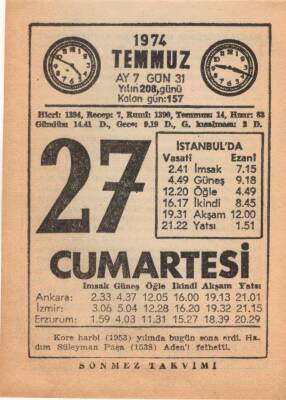 1974
TEMMUZ
AY 7 GÜN 31
Yılın 208, günü
Kalan gün: 157
Hicrî: 1394, Recep: 7, Rumî: 1390, Temmuz: 14, Hızır: 83
Gündüz: 14.41 D., Gece: 9.19 D., G. kısalması: 2 D.
27
İSTANBUL'DA
Vasatî Ezanî
2.41 İmsak 7.15
4.49 Güneş 9.18
12.20 Öğle 4.49
16.17 İkindi 8.45
19.31 Akşam 12.00
21.22 Yatsı 1.51
CUMARTESİ
İmsak Güneş Öğle İkindi Akşam Yatsı
Ankara: 2.33 4.37 12.05 16.00 19.13 21.01
İzmir: 3.06 5.04 12.28 16.20 19.32 21.15
Erzurum: 1.59 4.03 11.31 15.27 18.39 20.29
Kore harbi (1953) yılında bugün sona erdi. Ha-
dım Süleyman Paşa (1538) Aden'i fethetti.
SÖNMEZ TAKVİMİ